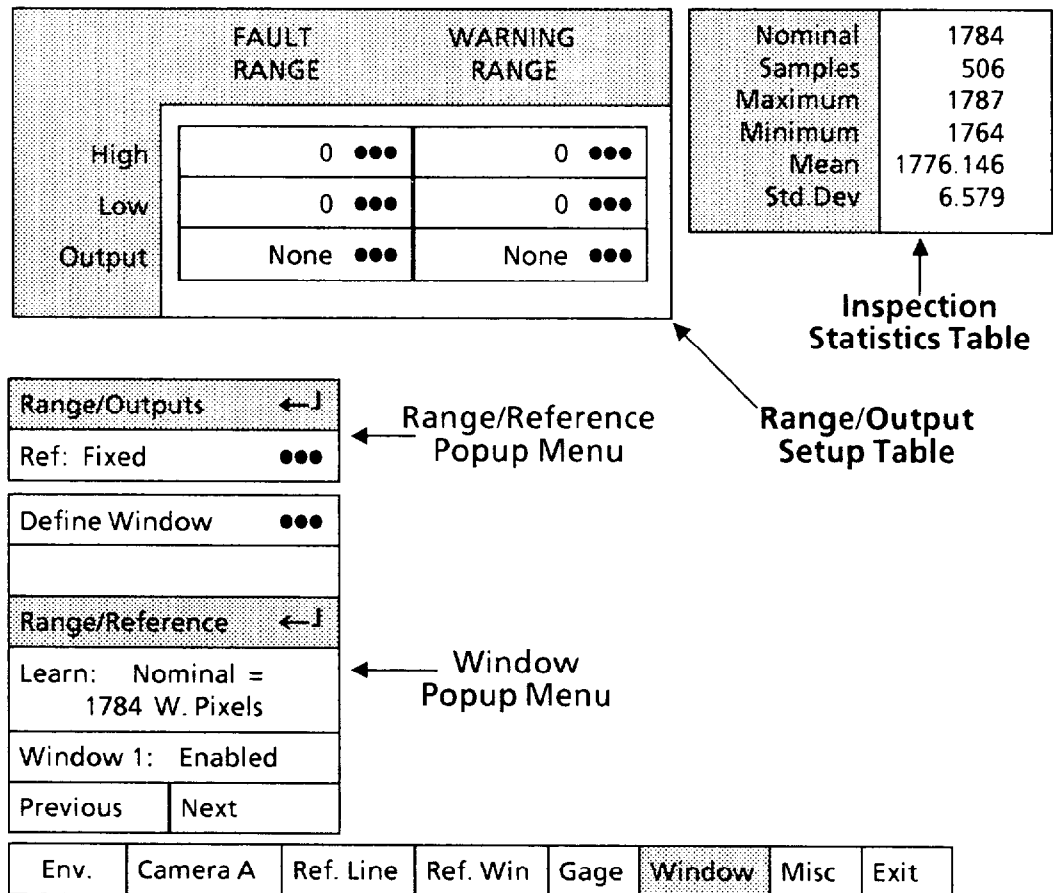 FAULT RANGE
WARNING RANGE
High 0 ●●● 0 ●●●
Low 0 ●●● 0 ●●●
Output None ●●● None ●●●
Nominal 1784
Samples 506
Maximum 1787
Minimum 1764
Mean 1776.146
Std.Dev 6.579
Inspection
Statistics Table
Range/Output
Setup Table
Range/Outputs ←┘
Ref: Fixed ●●●
Range/Reference
Popup Menu
Define Window ●●●
Range/Reference ←┘
Learn: Nominal =
1784 W. Pixels
Window 1: Enabled
Previous Next
Window
Popup Menu
Env. Camera A Ref. Line Ref. Win Gage Window Misc Exit